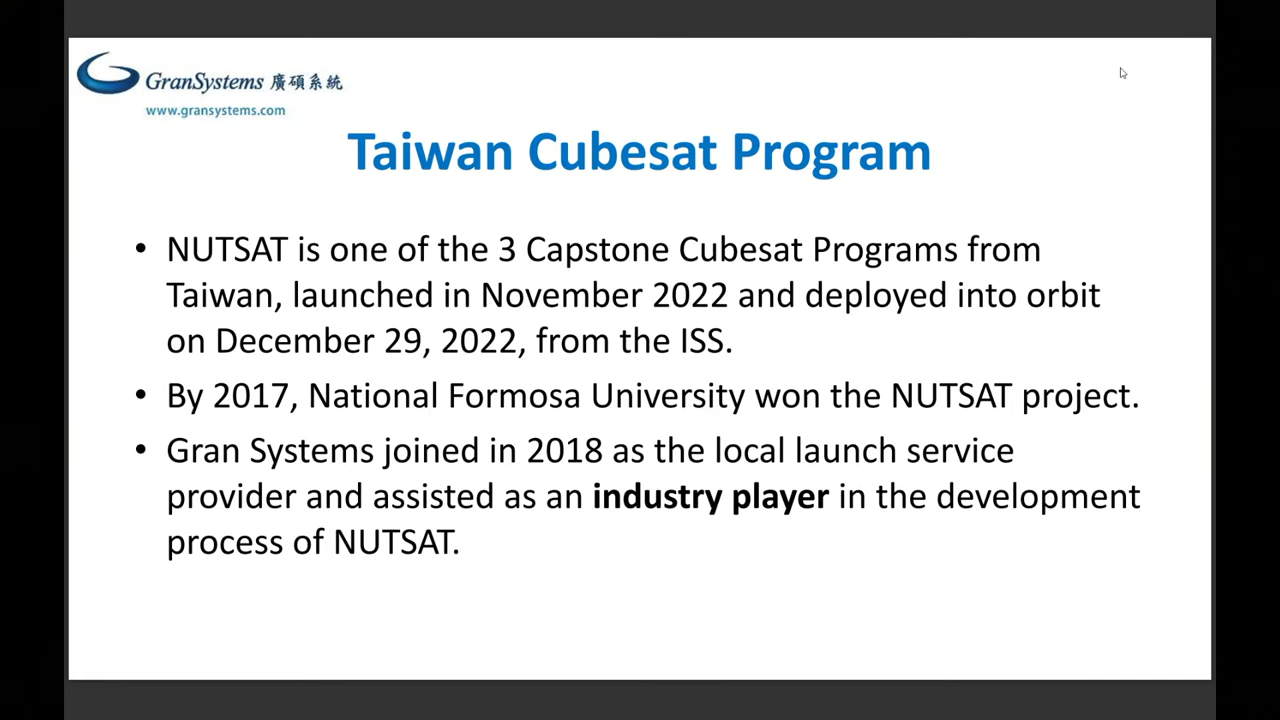 GranSystems 廣碩系統
www.gransystems.com
Taiwan Cubesat Program
• NUTSAT is one of the 3 Capstone Cubesat Programs from
Taiwan, launched in November 2022 and deployed into orbit
on December 29, 2022, from the ISS.
• By 2017, National Formosa University won the NUTSAT project.
• Gran Systems joined in 2018 as the local launch service
provider and assisted as an industry player in the development
process of NUTSAT.